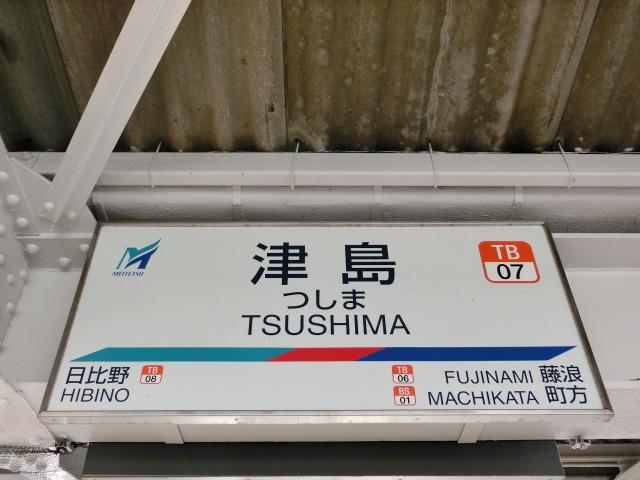 MEITETSU
津島
つしま
TSUSHIMA
TB
07
日比野
HIBINO
TB
08
TB
06
FUJINAMI 藤浪
BS
01
MACHIKATA 町方